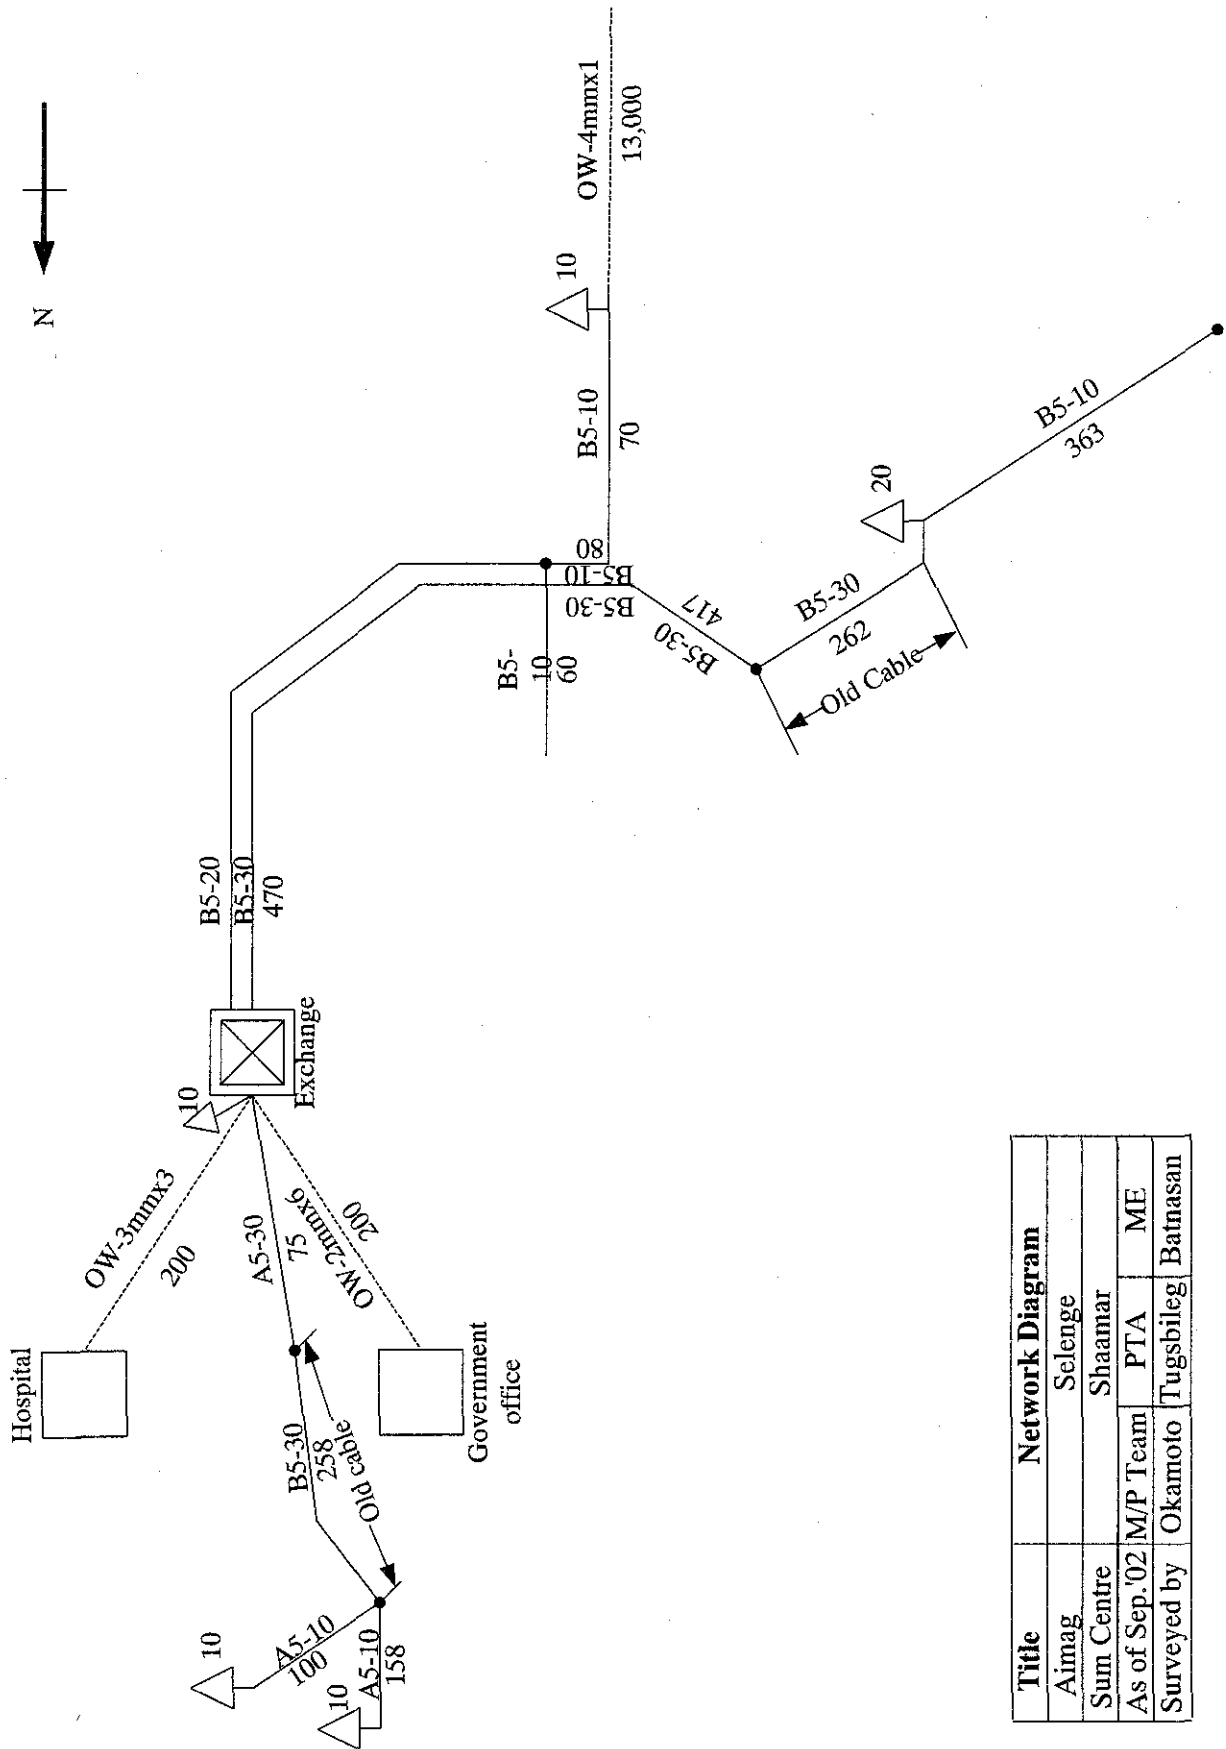 N
OW-4mmx1
13,000
10
B5-10
70
B5-10
363
20
80
B5-10
B5-30
B5-
10
60
417
B5-30
B5-30
262
Old Cable
B5-20
B5-30
470
Exchange
10
OW-3mmx3
200
A5-30
75
OW-2mmx6
200
Hospital
Government
office
B5-30
258
Old cable
A5-10
100
10
A5-10
158
10
Title Network Diagram
Aimag Selenge
Sum Centre Shaamar
As of Sep.'02 M/P Team PTA ME
Surveyed by Okamoto Tugsbileg Batnasan